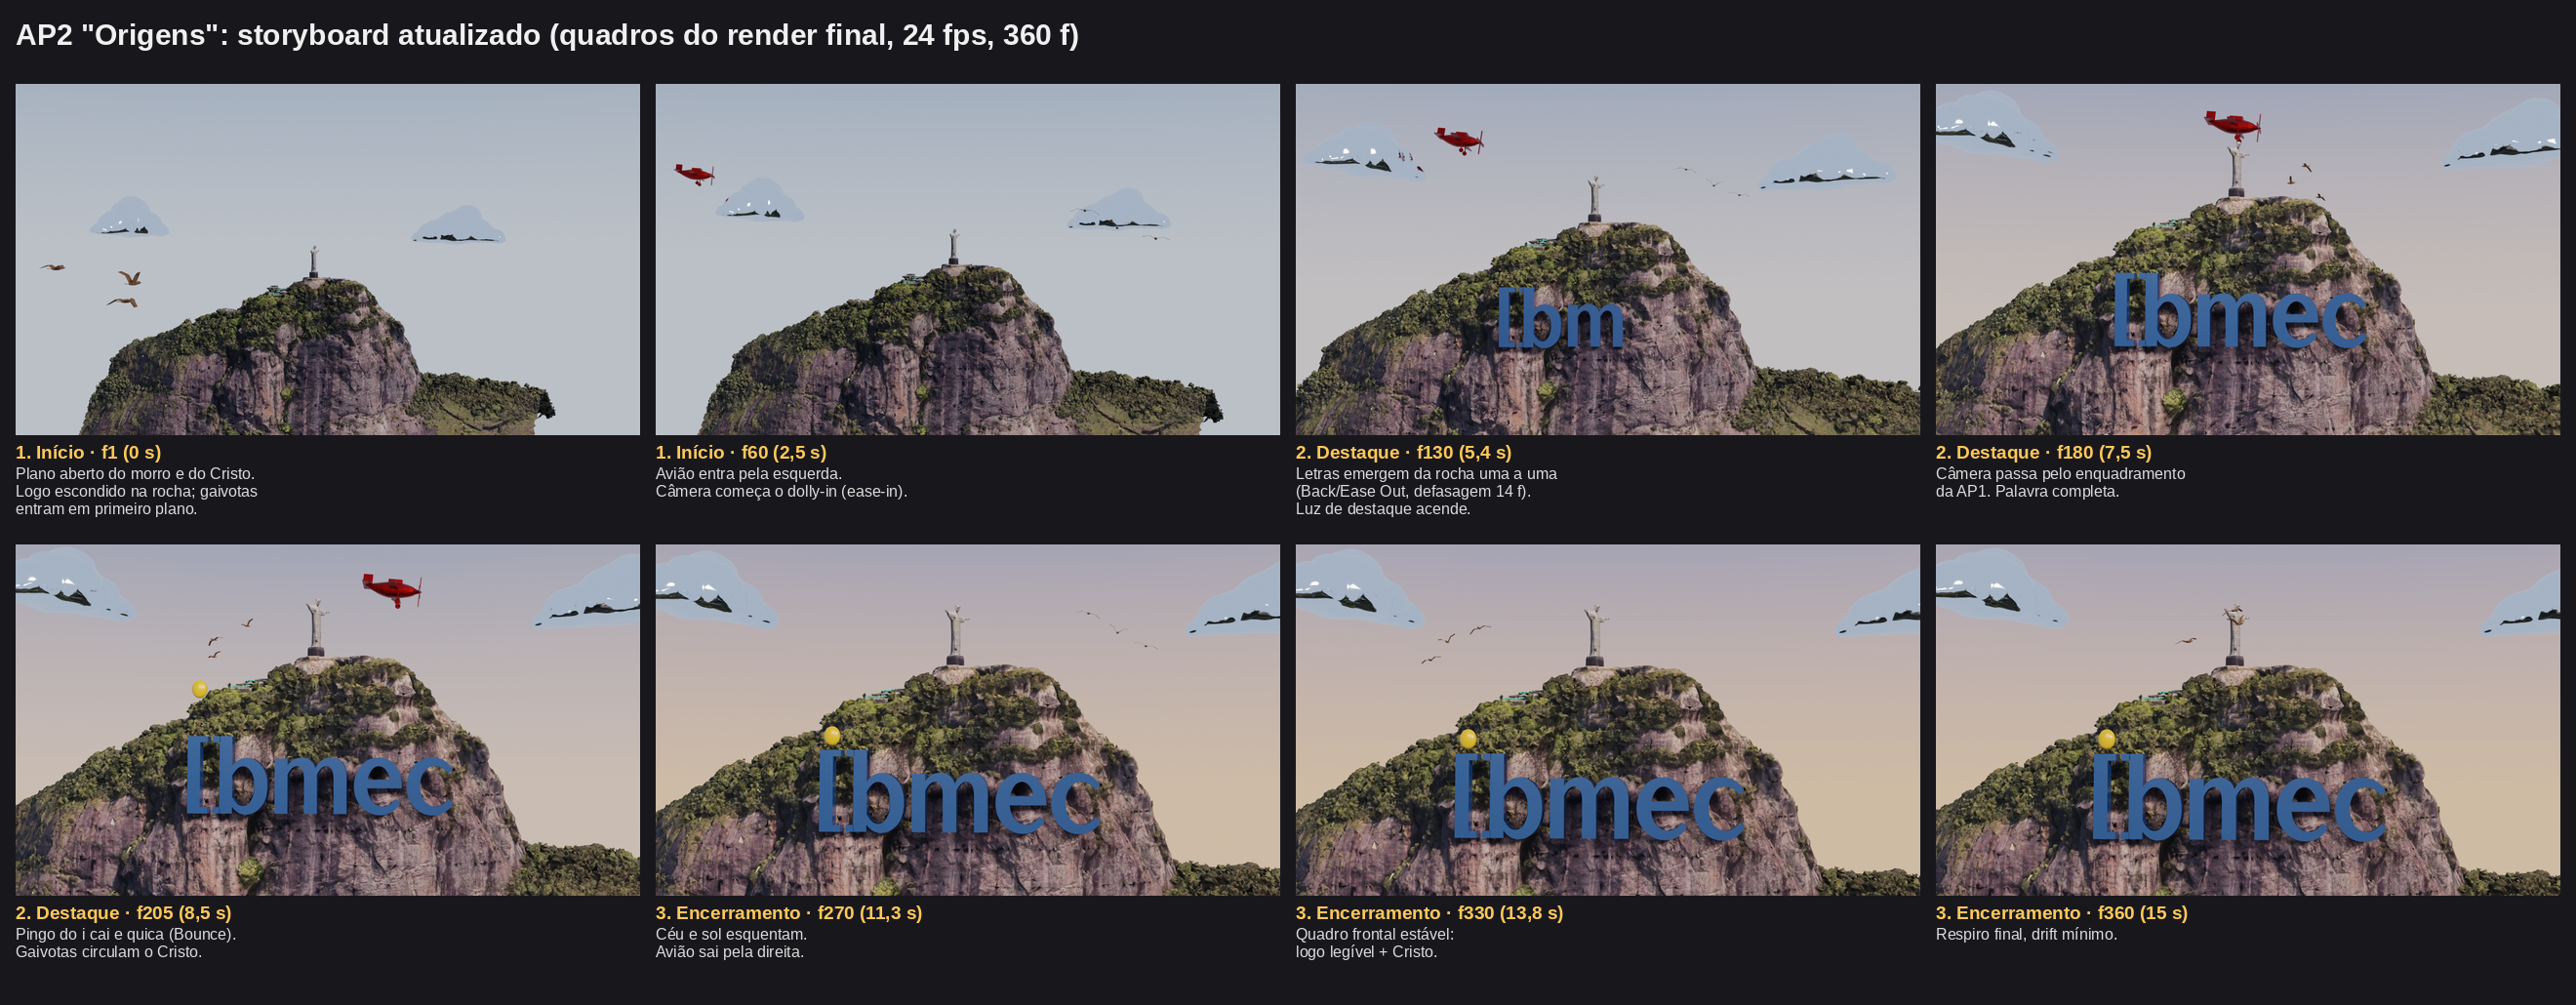 AP2 "Origens": storyboard atualizado (quadros do render final, 24 fps, 360 f)
[bm
[bmec
1. Início · f1 (0 s)
Plano aberto do morro e do Cristo.
Logo escondido na rocha; gaivotas
entram em primeiro plano.
1. Início · f60 (2,5 s)
Avião entra pela esquerda.
Câmera começa o dolly-in (ease-in).
2. Destaque · f130 (5,4 s)
Letras emergem da rocha uma a uma
(Back/Ease Out, defasagem 14 f).
Luz de destaque acende.
2. Destaque · f180 (7,5 s)
Câmera passa pelo enquadramento
da AP1. Palavra completa.
[bmec
[bmec
[bmec
[bmec
2. Destaque · f205 (8,5 s)
Pingo do i cai e quica (Bounce).
Gaivotas circulam o Cristo.
3. Encerramento · f270 (11,3 s)
Céu e sol esquentam.
Avião sai pela direita.
3. Encerramento · f330 (13,8 s)
Quadro frontal estável:
logo legível + Cristo.
3. Encerramento · f360 (15 s)
Respiro final, drift mínimo.